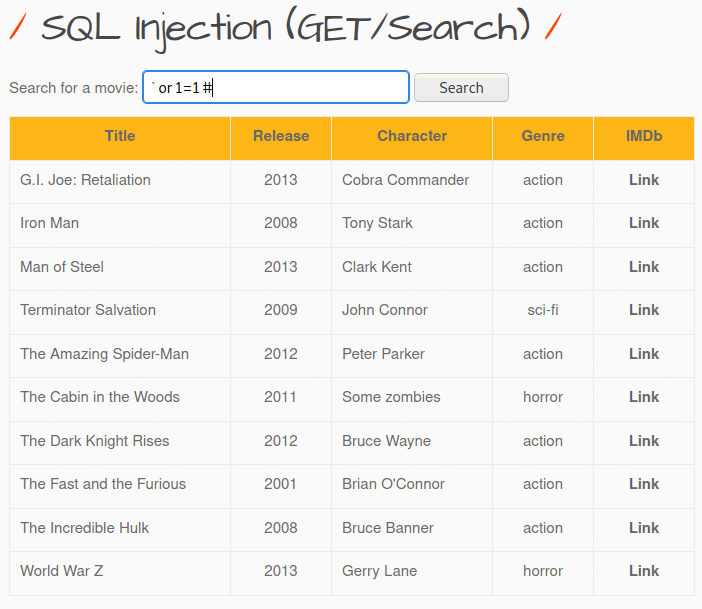 / SQL Injection (GET/Search) /
Search for a movie: ` or 1=1 # Search
Title Release Character Genre IMDb
G.I. Joe: Retaliation 2013 Cobra Commander action Link
Iron Man 2008 Tony Stark action Link
Man of Steel 2013 Clark Kent action Link
Terminator Salvation 2009 John Connor sci-fi Link
The Amazing Spider-Man 2012 Peter Parker action Link
The Cabin in the Woods 2011 Some zombies horror Link
The Dark Knight Rises 2012 Bruce Wayne action Link
The Fast and the Furious 2001 Brian O'Connor action Link
The Incredible Hulk 2008 Bruce Banner action Link
World War Z 2013 Gerry Lane horror Link